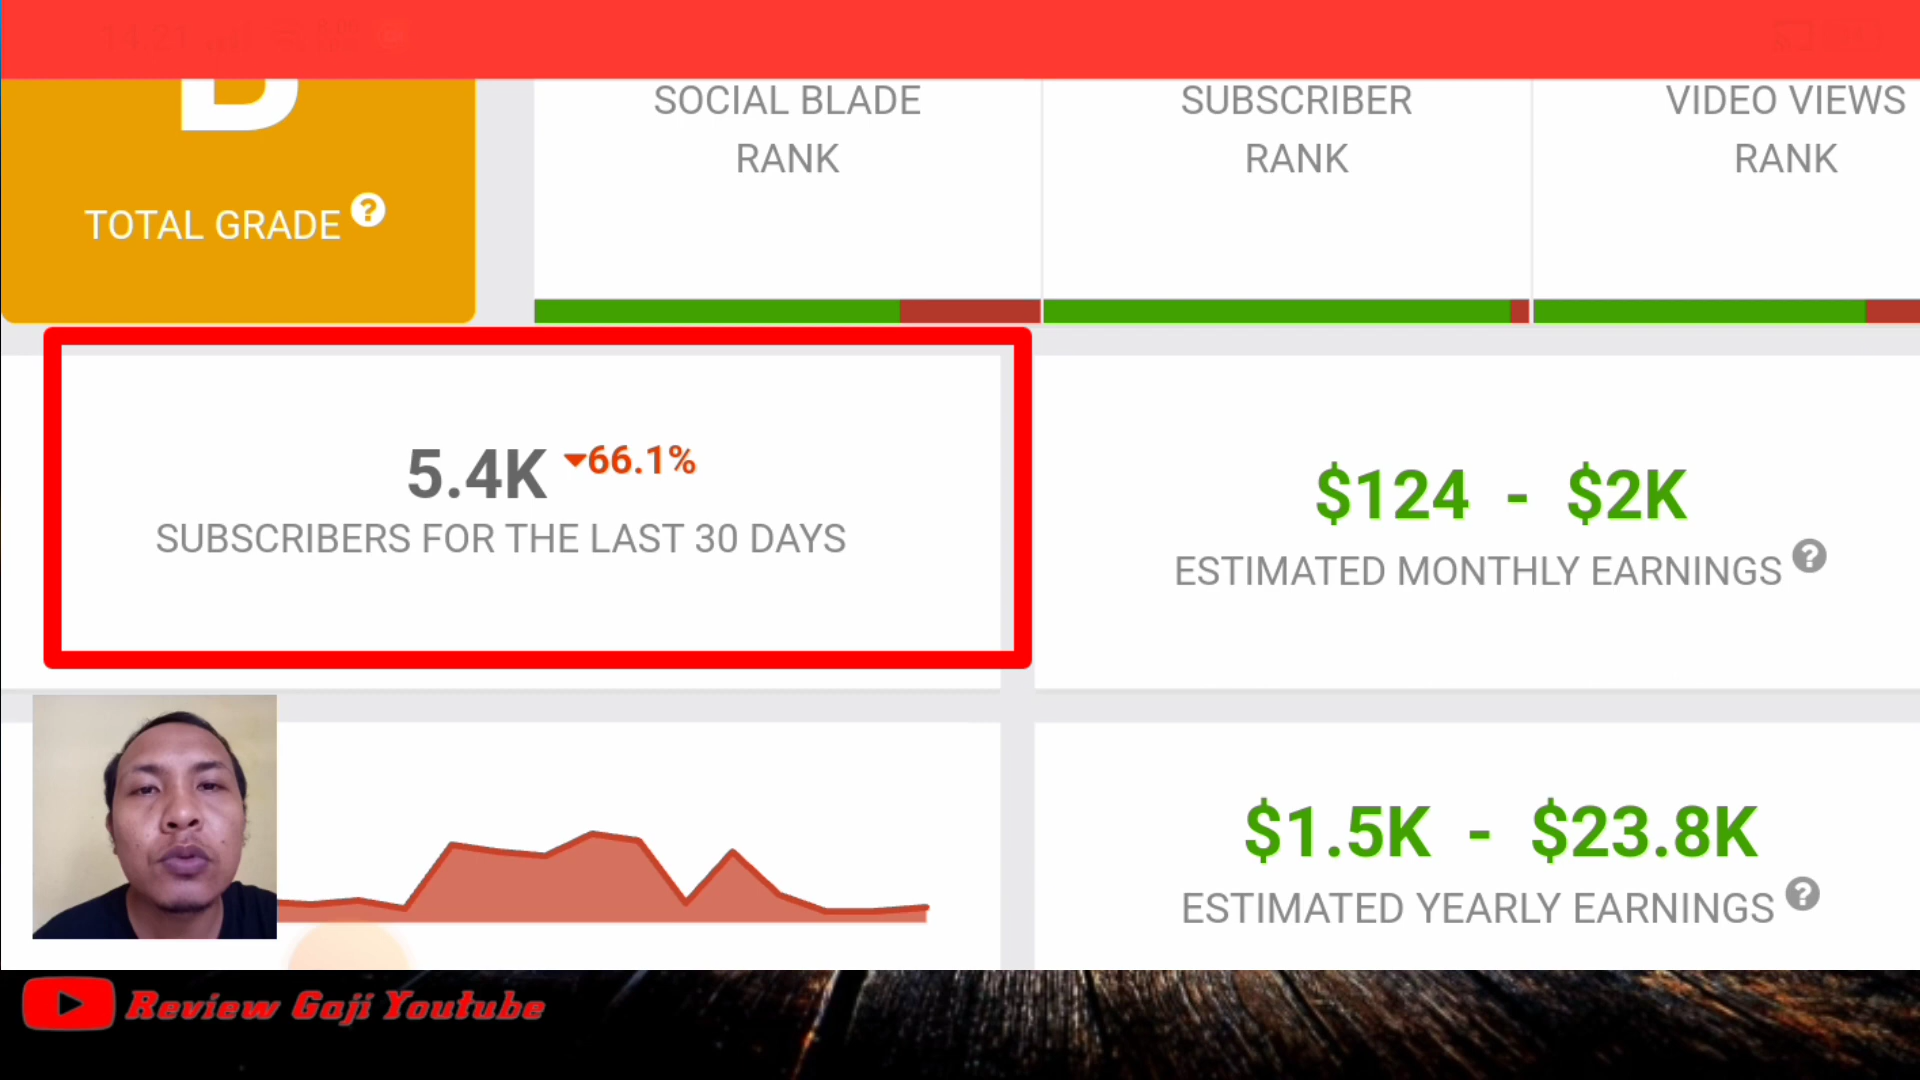 B
TOTAL GRADE ?
SOCIAL BLADE
RANK
SUBSCRIBER
RANK
VIDEO VIEWS
RANK
5.4K 66.1%
SUBSCRIBERS FOR THE LAST 30 DAYS
$124 - $2K
ESTIMATED MONTHLY EARNINGS ?
$1.5K - $23.8K
ESTIMATED YEARLY EARNINGS ?
Review Gaji Youtube